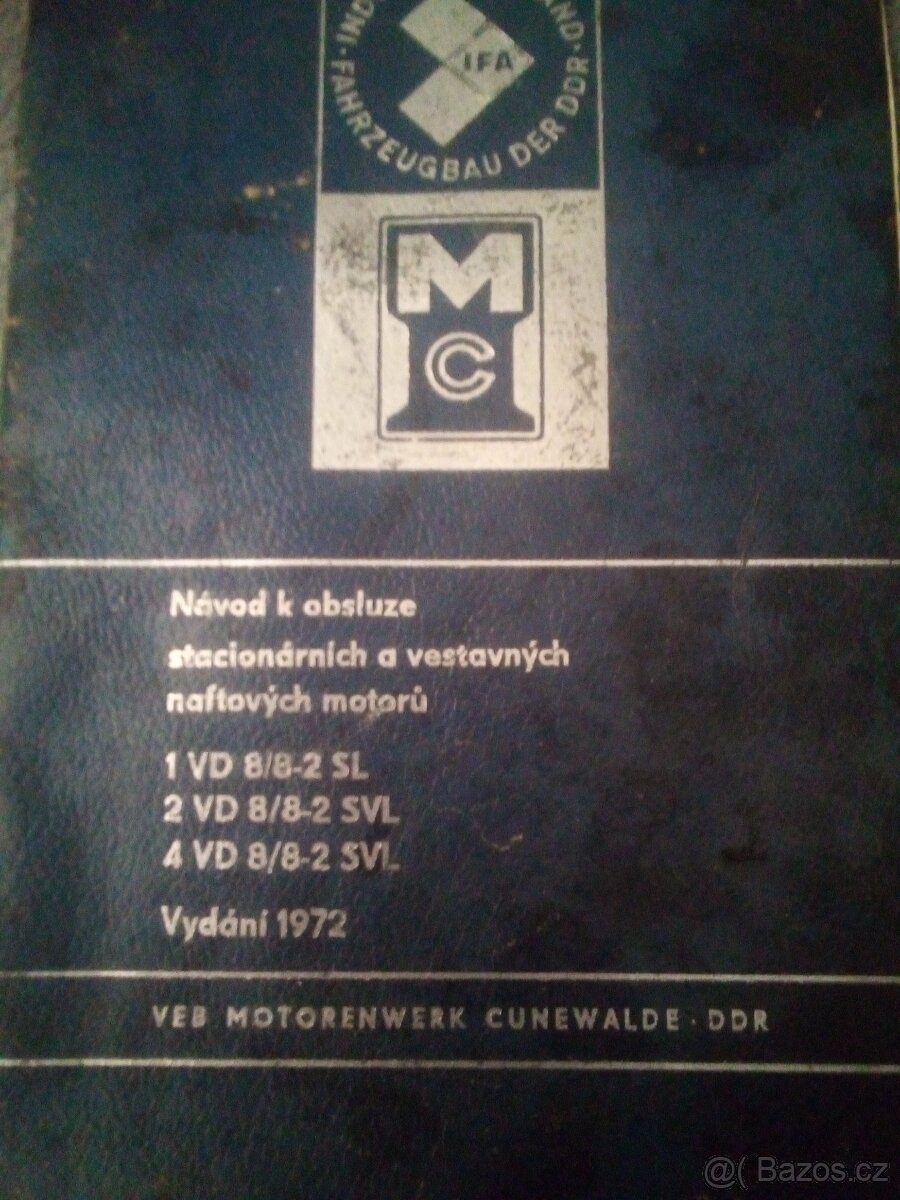 IFA
FAHRZEUGBAU DER DDR
M
C
Návod k obsluze
stacionárních a vestavných
naftových motorů
1 VD 8/8-2 SL
2 VD 8/8-2 SVL
4 VD 8/8-2 SVL
Vydání 1972
VEB MOTORENWERK CUNEWALDE · DDR
@( Bazos.cz